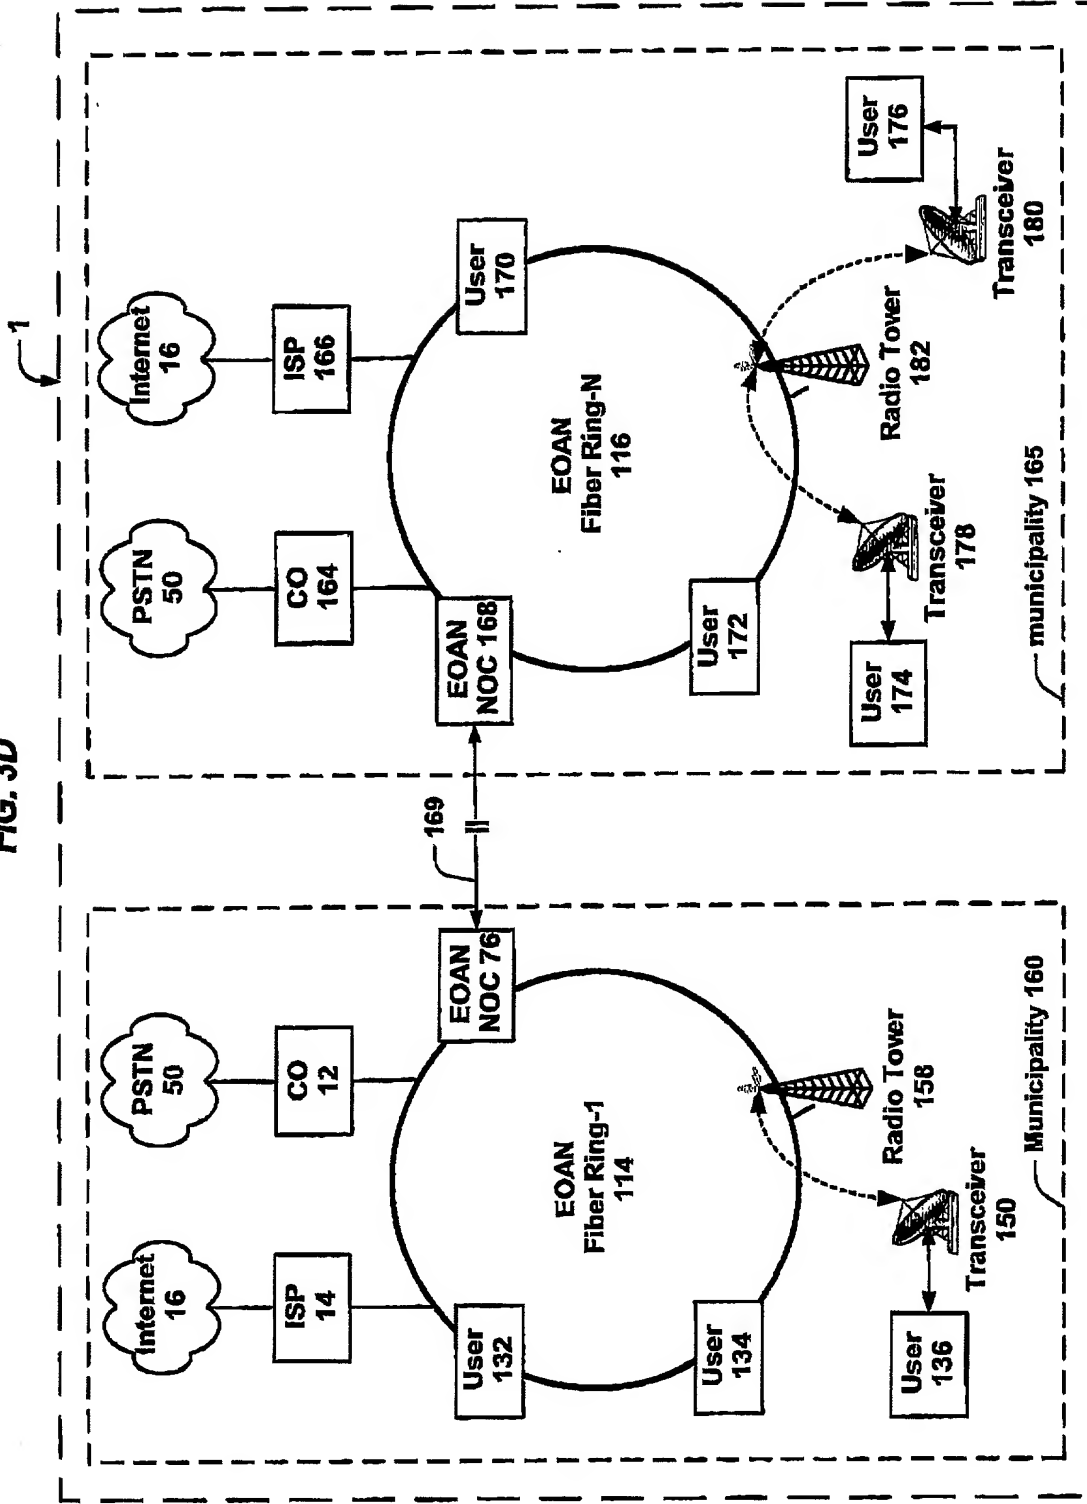 FIG. 3D
1
Internet
16
PSTN
50
PSTN
50
Internet
16
ISP
14
CO
12
CO
164
ISP
166
169
User
132
EOAN
NOC 76
EOAN
NOC 168
User
170
EOAN
Fiber Ring-1
114
EOAN
Fiber Ring-N
116
User
134
User
172
User
136
Transceiver
150
Radio Tower
158
User
174
Transceiver
178
Radio Tower
182
Transceiver
180
User
176
Municipality 160
municipality 165